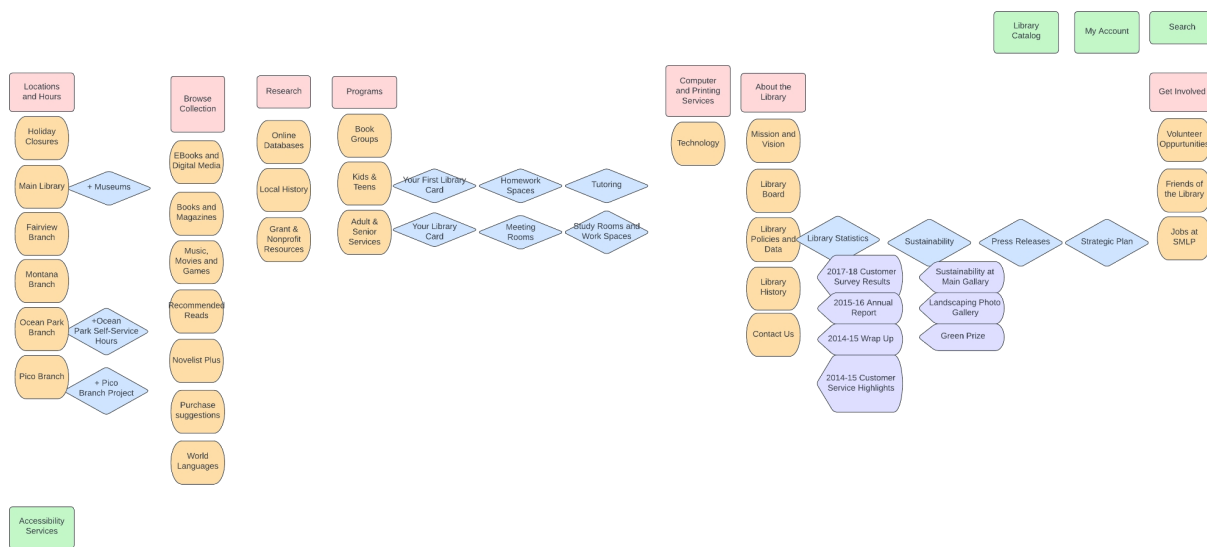 Library
Catalog
My Account
Search
Locations
and Hours
Holiday
Closures
Main Library
+ Museums
Fairview
Branch
Montana
Branch
Ocean Park
Branch
+Ocean
Park Self-Service
Hours
Pico Branch
+ Pico
Branch Project
Browse
Collection
EBooks and
Digital Media
Books and
Magazines
Music,
Movies and
Games
Recommended
Reads
Novelist Plus
Purchase
suggestions
World
Languages
Research
Online
Databases
Local History
Grant &
Nonprofit
Resources
Programs
Book
Groups
Kids &
Teens
Your First Library
Card
Homework
Spaces
Tutoring
Adult &
Senior
Services
Your Library
Card
Meeting
Rooms
Study Rooms and
Work Spaces
Computer
and Printing
Services
Technology
About the
Library
Mission and
Vision
Library
Board
Library
Policies and
Data
Library Statistics
Sustainability
Press Releases
Strategic Plan
2017-18 Customer
Survey Results
2015-16 Annual
Report
2014-15 Wrap Up
2014-15 Customer
Service Highlights
Sustainability at
Main Gallary
Landscaping Photo
Gallery
Green Prize
Library
History
Contact Us
Get Involved
Volunteer
Oppurtunities
Friends of
the Library
Jobs at
SMLP
Accessibility
Services